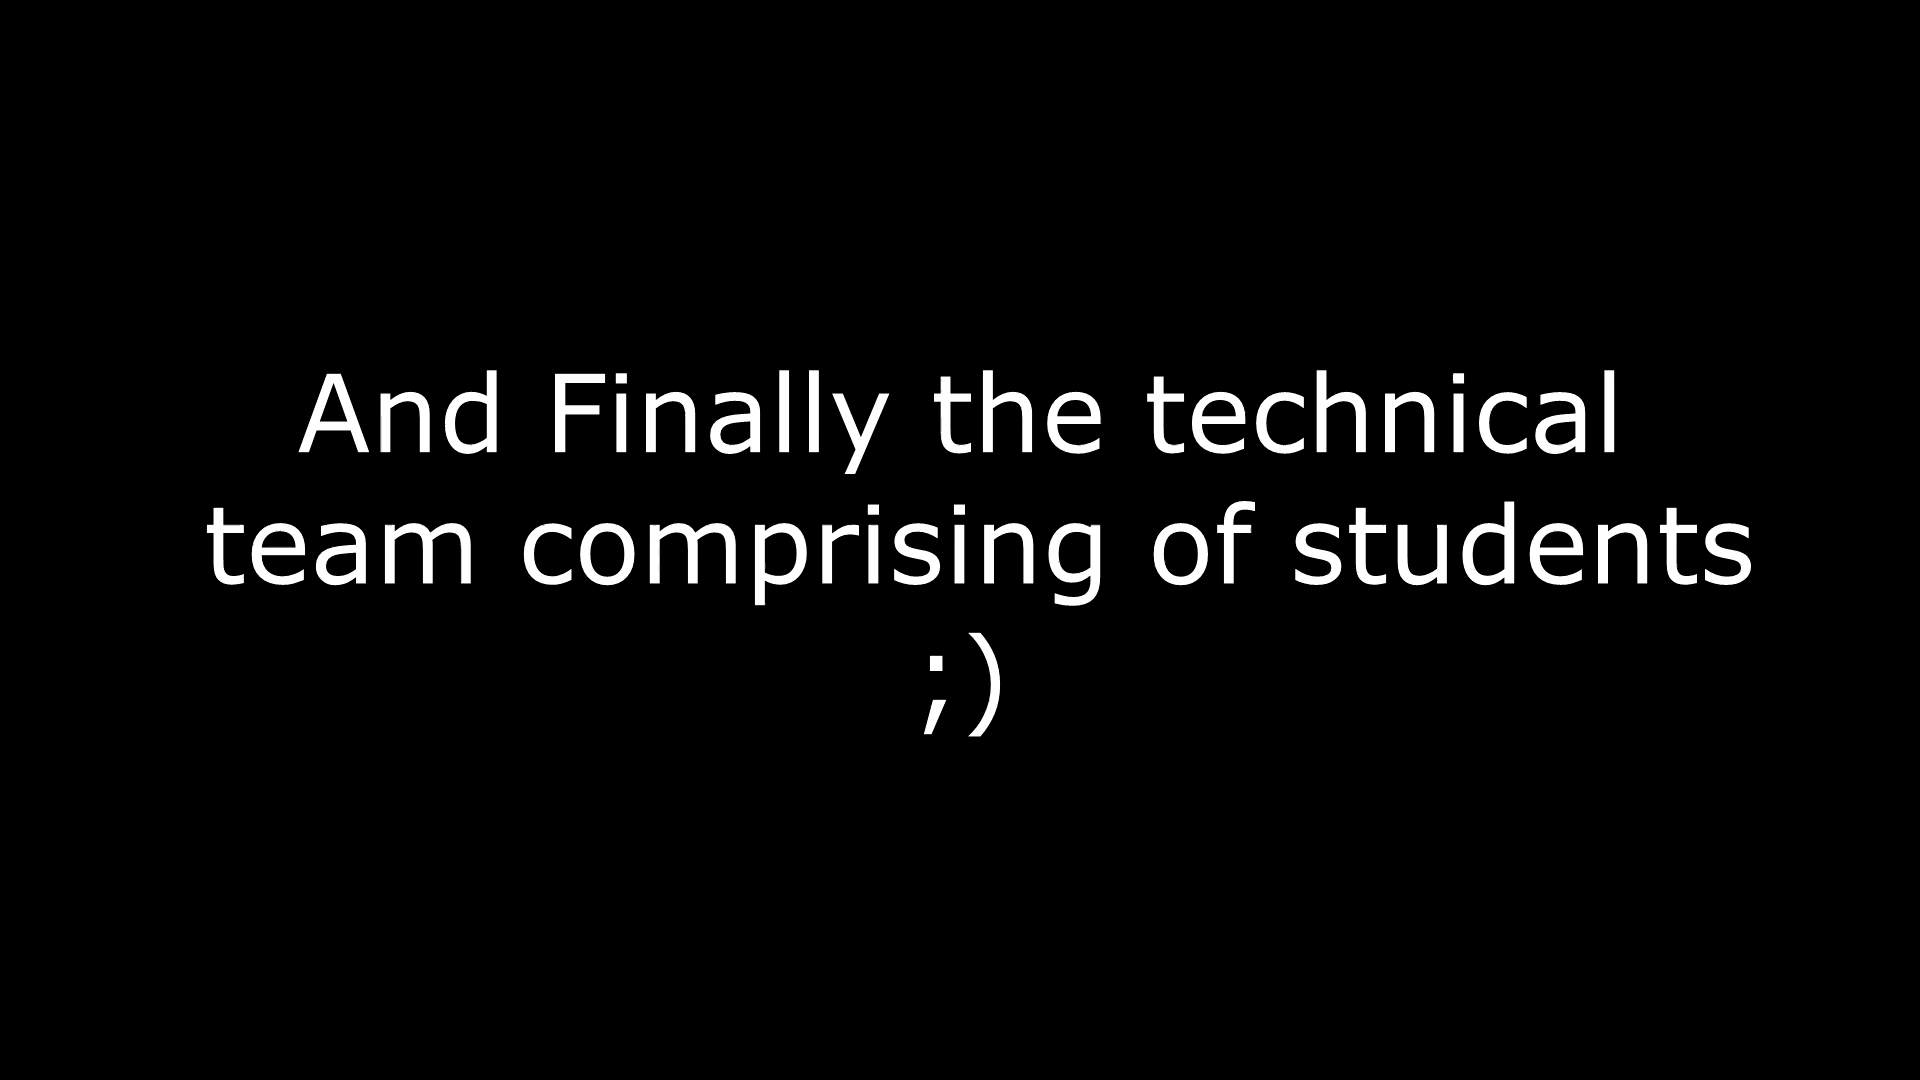 And Finally the technical
team comprising of students
;)